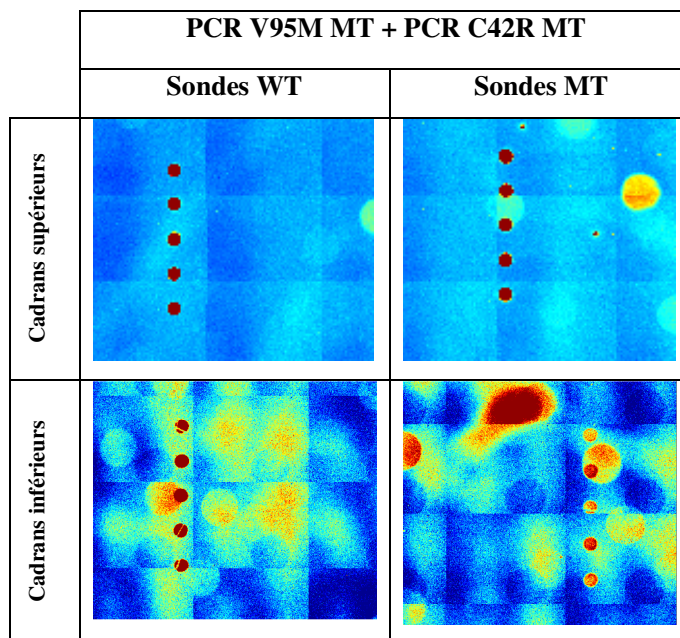 PCR V95M MT + PCR C42R MT
Sondes WT
Sondes MT
Cadrans supérieurs
Cadrans inférieurs